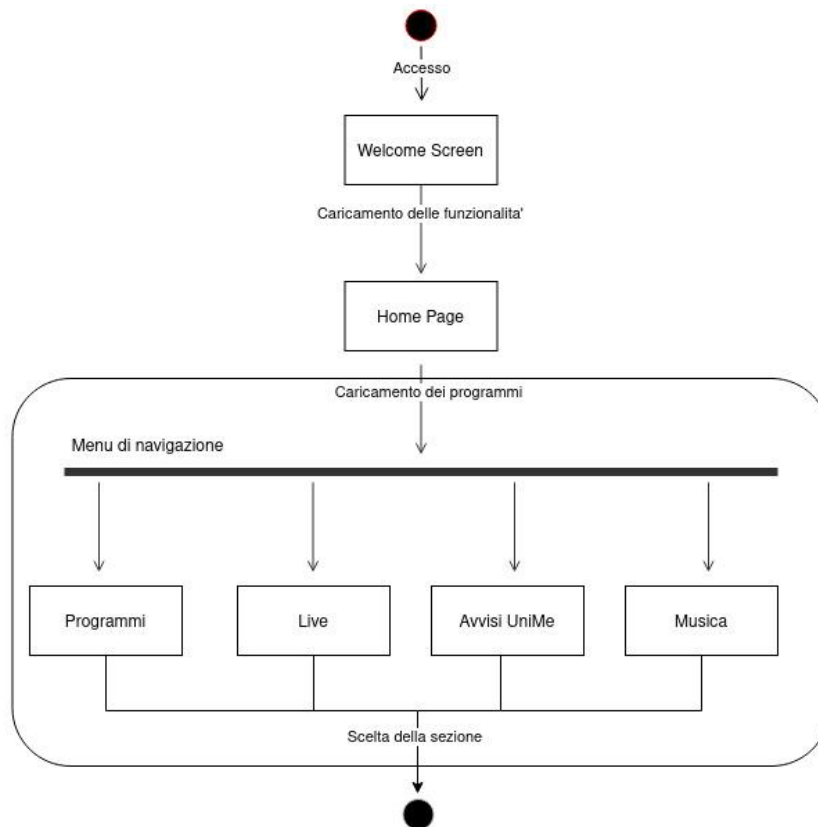 Accesso
Welcome Screen
Caricamento delle funzionalita'
Home Page
Caricamento dei programmi
Menu di navigazione
Programmi
Live
Avvisi UniMe
Musica
Scelta della sezione